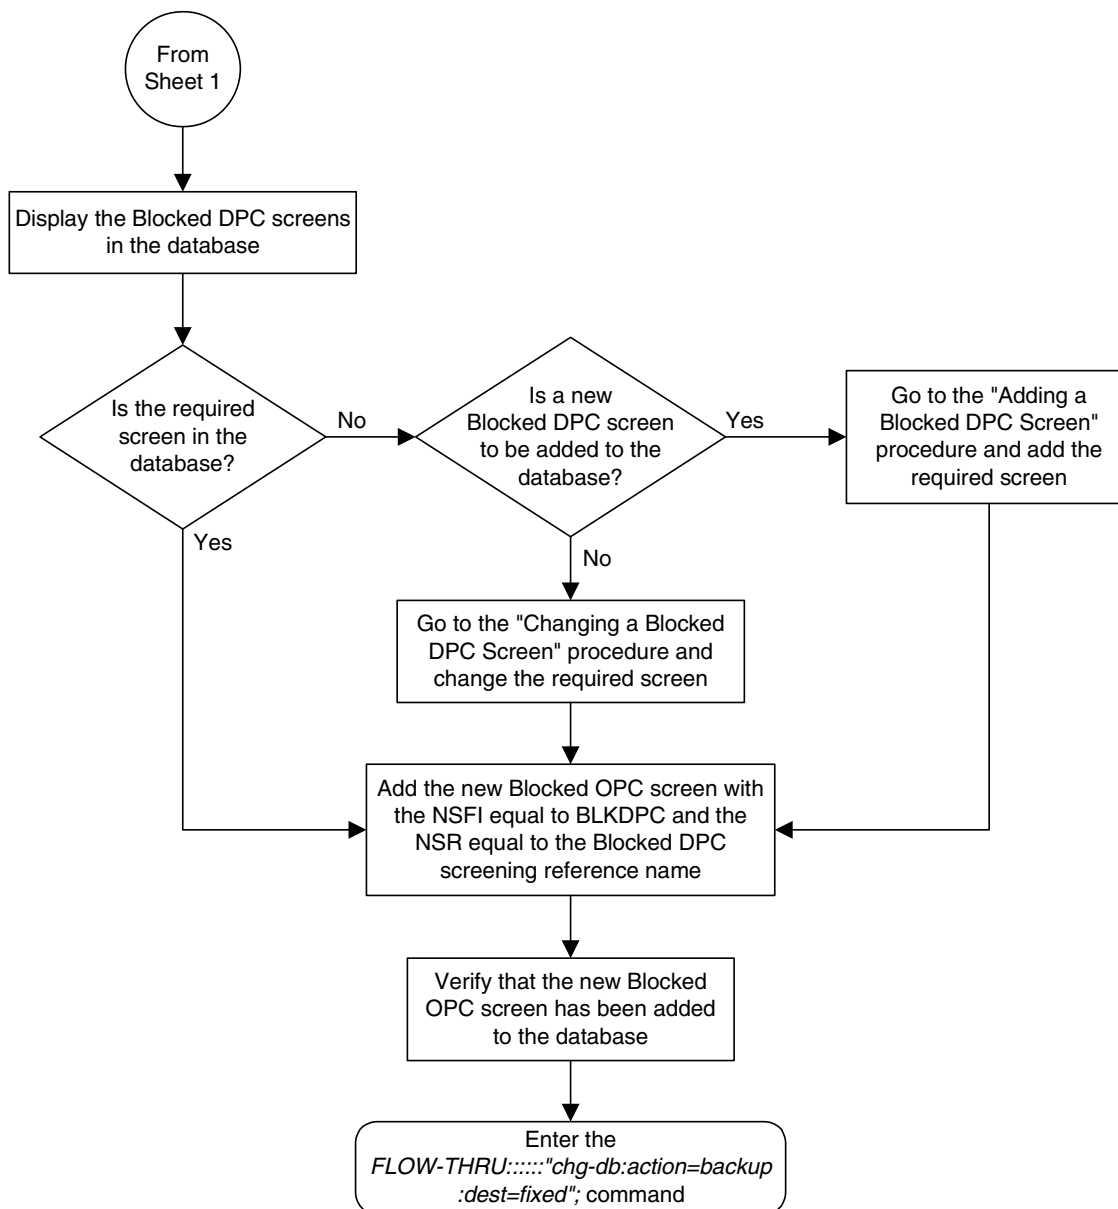 From
Sheet 1
Display the Blocked DPC screens
in the database
Is the required
screen in the
database?
No
Yes
Is a new
Blocked DPC screen
to be added to the
database?
Yes
No
Go to the "Adding a
Blocked DPC Screen"
procedure and add the
required screen
Go to the "Changing a Blocked
DPC Screen" procedure and
change the required screen
Add the new Blocked OPC screen with
the NSFI equal to BLKDPC and the
NSR equal to the Blocked DPC
screening reference name
Verify that the new Blocked
OPC screen has been added
to the database
Enter the
FLOW-THRU::::::"chg-db:action=backup
:dest=fixed"; command